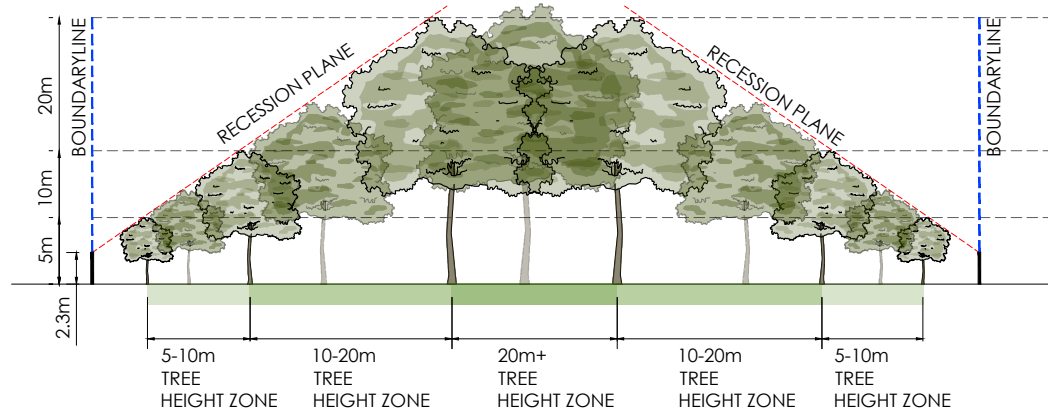 20m
10m
5m
2.3m
BOUNDARYLINE
RECESSION PLANE
RECESSION PLANE
BOUNDARYLINE
5-10m
TREE
HEIGHT ZONE
10-20m
TREE
HEIGHT ZONE
20m+
TREE
HEIGHT ZONE
10-20m
TREE
HEIGHT ZONE
5-10m
TREE
HEIGHT ZONE